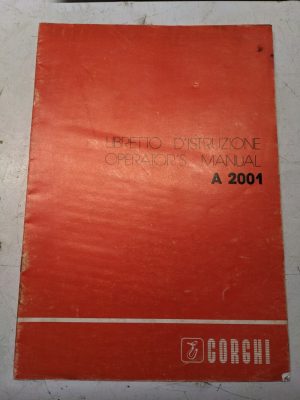 LIBRETTO D'ISTRUZIONE
OPERATOR'S MANUAL
A 2001
CORGHI